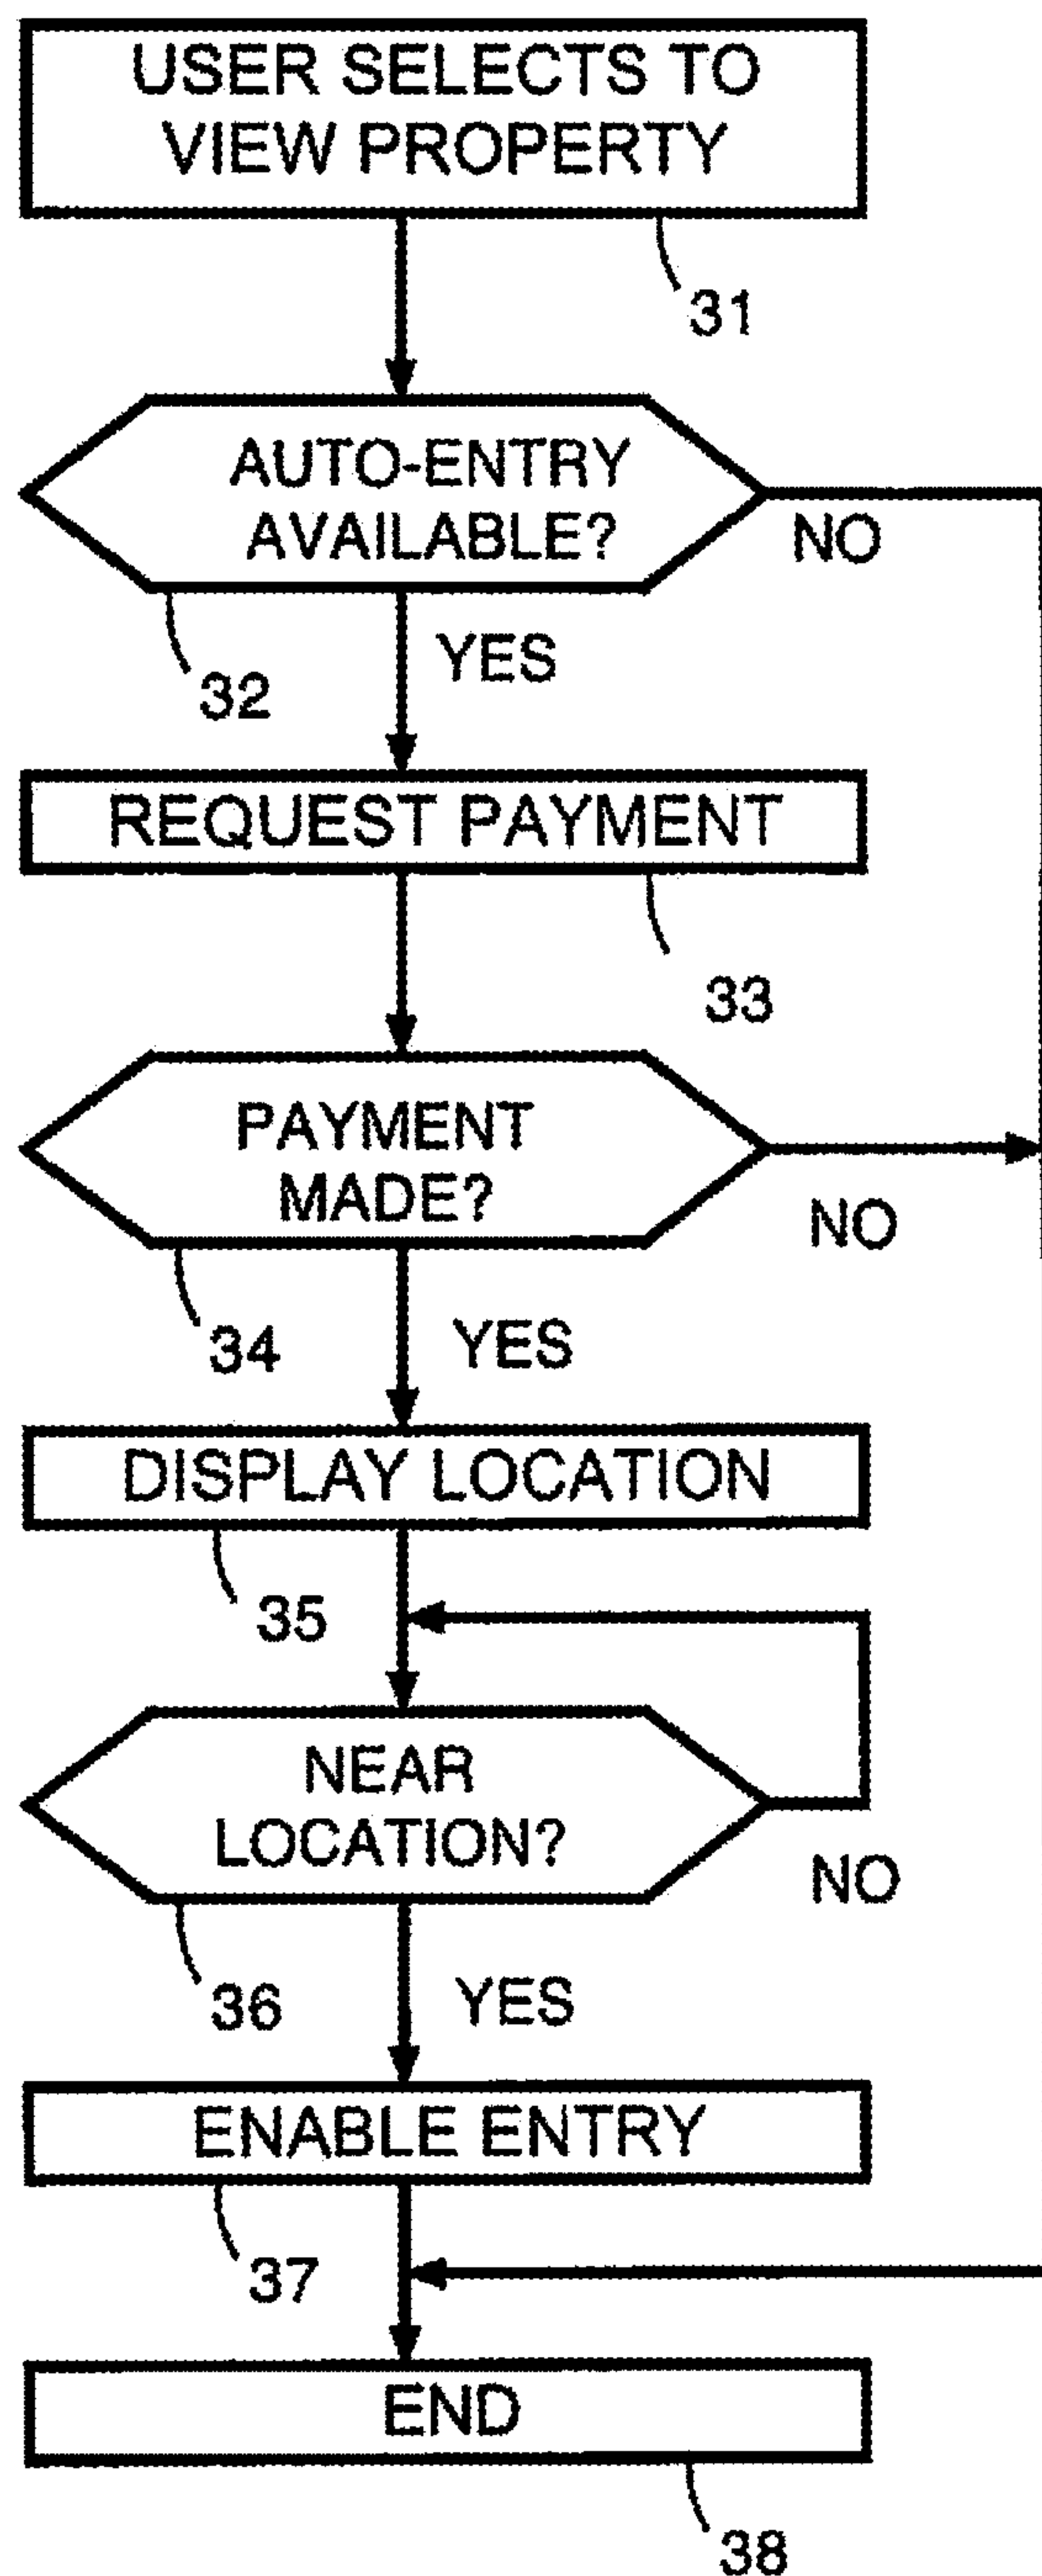 USER SELECTS TO
VIEW PROPERTY
31
AUTO-ENTRY
AVAILABLE?
NO
YES
32
REQUEST PAYMENT
33
PAYMENT
MADE?
NO
YES
34
DISPLAY LOCATION
35
NEAR
LOCATION?
NO
YES
36
ENABLE ENTRY
37
END
38